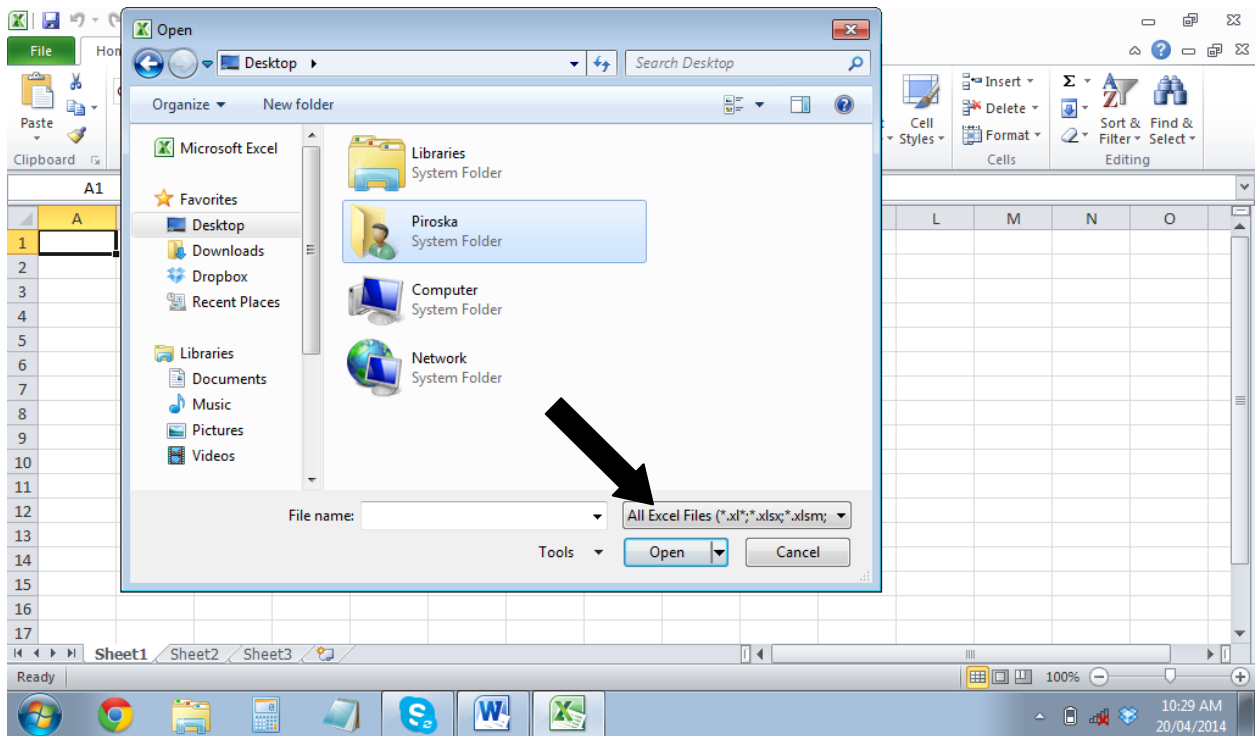 Open
File
Hom
Desktop
Search Desktop
Organize
New folder
Paste
Clipboard
Cell
Styles
Insert
Delete
Format
Cells
Σ
Sort &
Filter
Find &
Select
Editing
A1
A
L
M
N
O
1
2
3
4
5
6
7
8
9
10
11
12
13
14
15
16
17
Microsoft Excel
Favorites
Desktop
Downloads
Dropbox
Recent Places
Libraries
Documents
Music
Pictures
Videos
Libraries
System Folder
Piroska
System Folder
Computer
System Folder
Network
System Folder
File name:
All Excel Files (*.xl*;*.xlsx;*.xlsm;
Tools
Open
Cancel
Sheet1
Sheet2
Sheet3
Ready
100%
10:29 AM
20/04/2014